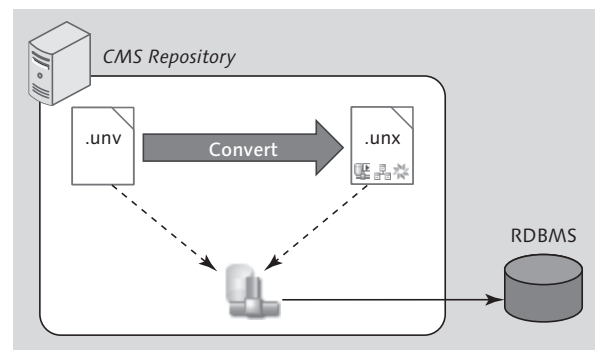 CMS Repository
.unv
Convert
.unx
RDBMS